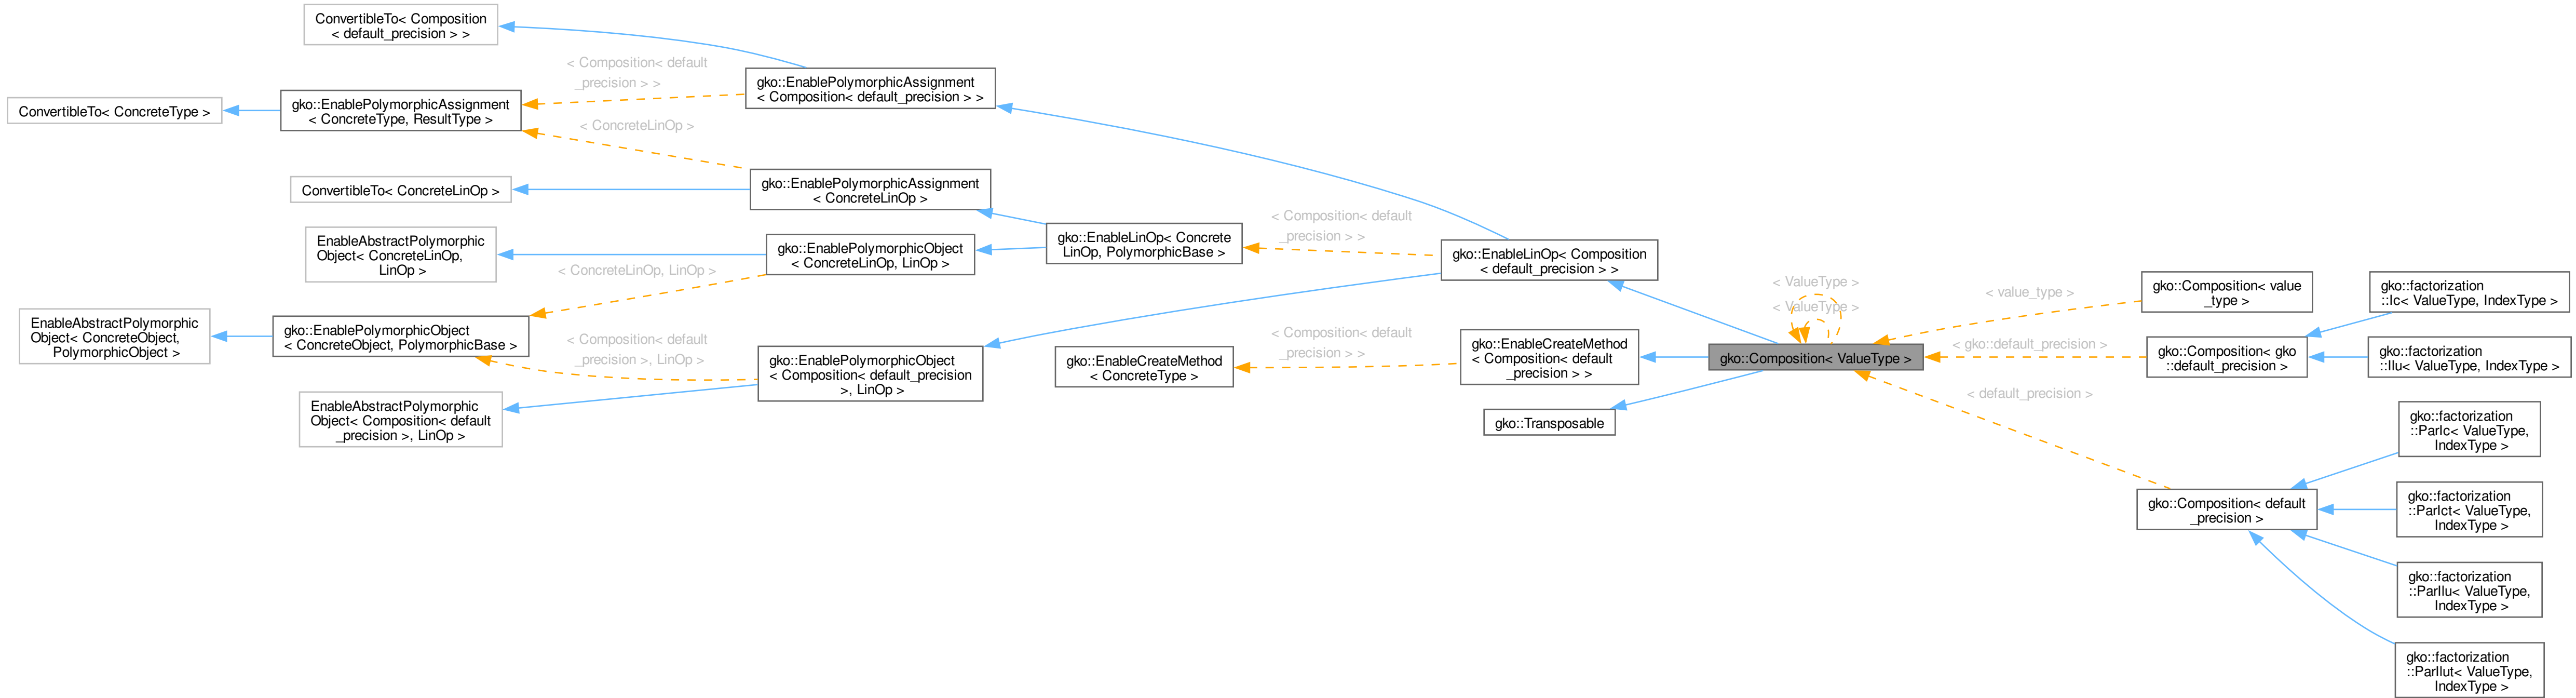 ConvertibleTo< Composition
< default_precision > >
< Composition< default
_precision > >
gko::EnablePolymorphicAssignment
< Composition< default_precision > >
ConvertibleTo< ConcreteType >
gko::EnablePolymorphicAssignment
< ConcreteType, ResultType >
< ConcreteLinOp >
ConvertibleTo< ConcreteLinOp >
gko::EnablePolymorphicAssignment
< ConcreteLinOp >
EnableAbstractPolymorphic
Object< ConcreteLinOp,
LinOp >
gko::EnablePolymorphicObject
< ConcreteLinOp, LinOp >
gko::EnableLinOp< Concrete
LinOp, PolymorphicBase >
< Composition< default
_precision > >
gko::EnableLinOp< Composition
< default_precision > >
< ConcreteLinOp, LinOp >
EnableAbstractPolymorphic
Object< ConcreteObject,
PolymorphicObject >
gko::EnablePolymorphicObject
< ConcreteObject, PolymorphicBase >
< Composition< default
_precision >, LinOp >
gko::EnablePolymorphicObject
< Composition< default_precision
>, LinOp >
EnableAbstractPolymorphic
Object< Composition< default
_precision >, LinOp >
gko::EnableCreateMethod
< ConcreteType >
< Composition< default
_precision > >
gko::EnableCreateMethod
< Composition< default
_precision > >
gko::Transposable
< ValueType >
< ValueType >
gko::Composition< ValueType >
< value_type >
gko::Composition< value
_type >
< gko::default_precision >
gko::Composition< gko
::default_precision >
gko::factorization
::Ic< ValueType, IndexType >
gko::factorization
::Ilu< ValueType, IndexType >
< default_precision >
gko::Composition< default
_precision >
gko::factorization
::ParIc< ValueType,
IndexType >
gko::factorization
::ParIct< ValueType,
IndexType >
gko::factorization
::ParIlu< ValueType,
IndexType >
gko::factorization
::ParIlut< ValueType,
IndexType >